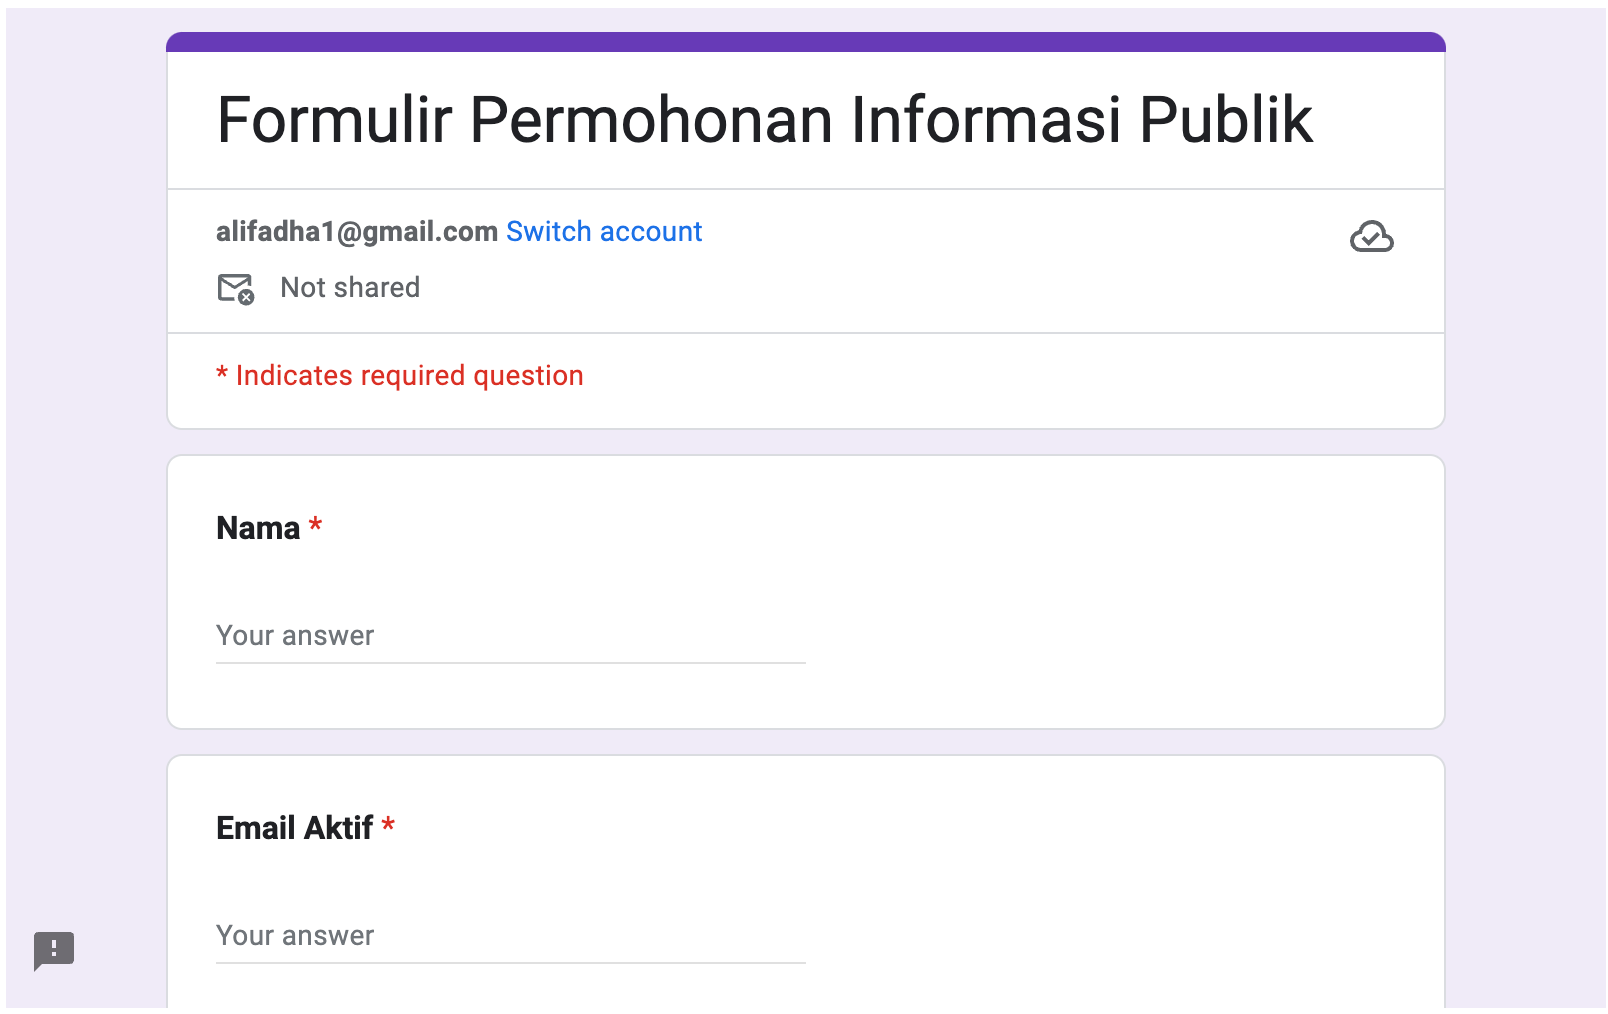 Formulir Permohonan Informasi Publik
alifadha1@gmail.com Switch account
Not shared
* Indicates required question
Nama *
Your answer
Email Aktif *
Your answer